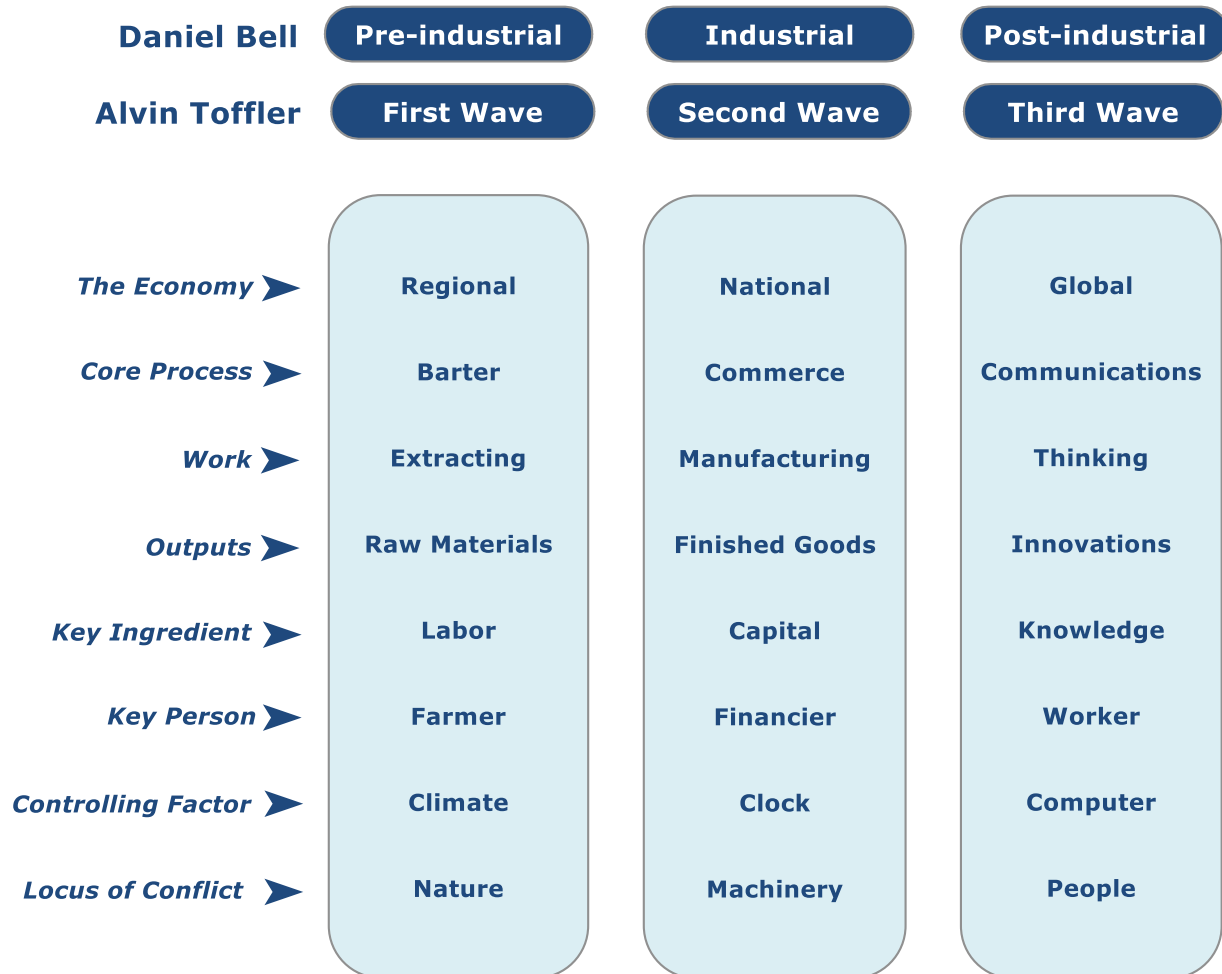 Daniel Bell Pre-industrial Industrial Post-industrial
Alvin Toffler First Wave Second Wave Third Wave
The Economy Regional National Global
Core Process Barter Commerce Communications
Work Extracting Manufacturing Thinking
Outputs Raw Materials Finished Goods Innovations
Key Ingredient Labor Capital Knowledge
Key Person Farmer Financier Worker
Controlling Factor Climate Clock Computer
Locus of Conflict Nature Machinery People